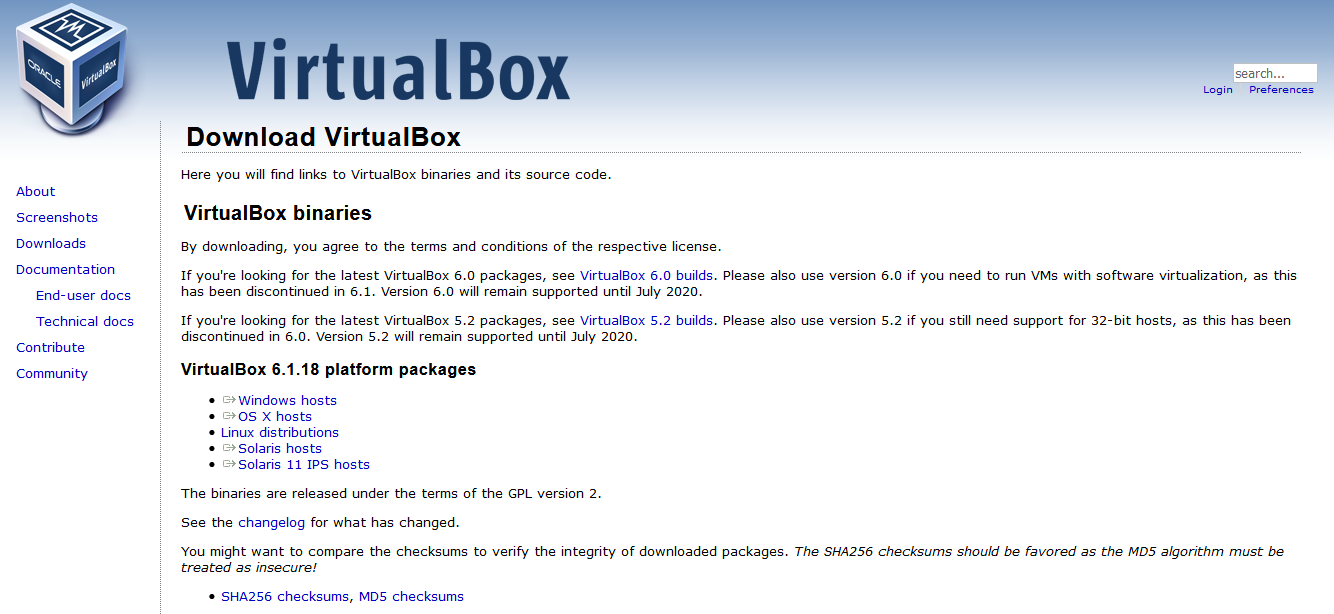 VM
ORACLE
VirtualBox
VirtualBox
search...
Login Preferences
About
Screenshots
Downloads
Documentation
End-user docs
Technical docs
Contribute
Community
Download VirtualBox
Here you will find links to VirtualBox binaries and its source code.
VirtualBox binaries
By downloading, you agree to the terms and conditions of the respective license.
If you're looking for the latest VirtualBox 6.0 packages, see VirtualBox 6.0 builds. Please also use version 6.0 if you need to run VMs with software virtualization, as this
has been discontinued in 6.1. Version 6.0 will remain supported until July 2020.
If you're looking for the latest VirtualBox 5.2 packages, see VirtualBox 5.2 builds. Please also use version 5.2 if you still need support for 32-bit hosts, as this has been
discontinued in 6.0. Version 5.2 will remain supported until July 2020.
VirtualBox 6.1.18 platform packages
• Windows hosts
• OS X hosts
• Linux distributions
• Solaris hosts
• Solaris 11 IPS hosts
The binaries are released under the terms of the GPL version 2.
See the changelog for what has changed.
You might want to compare the checksums to verify the integrity of downloaded packages. The SHA256 checksums should be favored as the MD5 algorithm must be
treated as insecure!
• SHA256 checksums, MD5 checksums